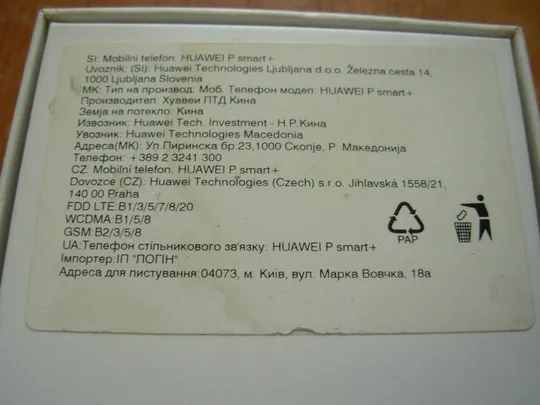 SI: Mobilni telefon: HUAWEI P smart+
Uvoznik: (SI): Huawei Technologies Ljubljana d.o.o. Železna cesta 14,
1000 Ljubljana Slovenia
МК: Тип на производ: Моб. Телефон модел: HUAWEI P smart+
Производител: Хуавеи ЛТД Кина
Земја на потекло: Кина
Извозник: Huawei Tech. Investment - Н.Р.Кина
Увозник: Huawei Technologies Macedonia
Адреса(МК): Ул.Пиринска бр.23,1000 Скопје, Р. Македонија
Телефон: +389 2 3241 300
CZ: Mobilní telefon: HUAWEI P smart+
Dovozce (CZ): Huawei Technologies (Czech) s.r.o. Jihlavská 1558/21,
140 00 Praha
FDD LTE:B1/3/5/7/8/20
WCDMA:B1/5/8
GSM:B2/3/5/8
PAP
UA:Телефон стільникового зв'язку: HUAWEI P smart+
Імпортер:ІП "ЛОГІН"
Адреса для листування:04073, м. Київ, вул. Марка Вовчка, 18а